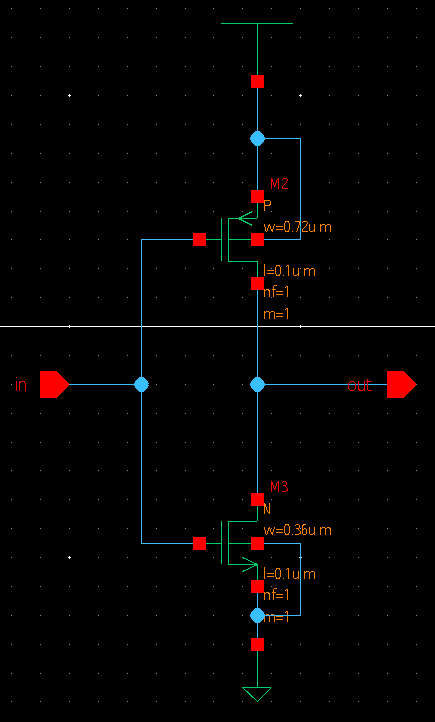 M2
P
w=0.72um
l=0.1um
nf=1
m=1
in
out
M3
N
w=0.36um
l=0.1um
nf=1
m=1